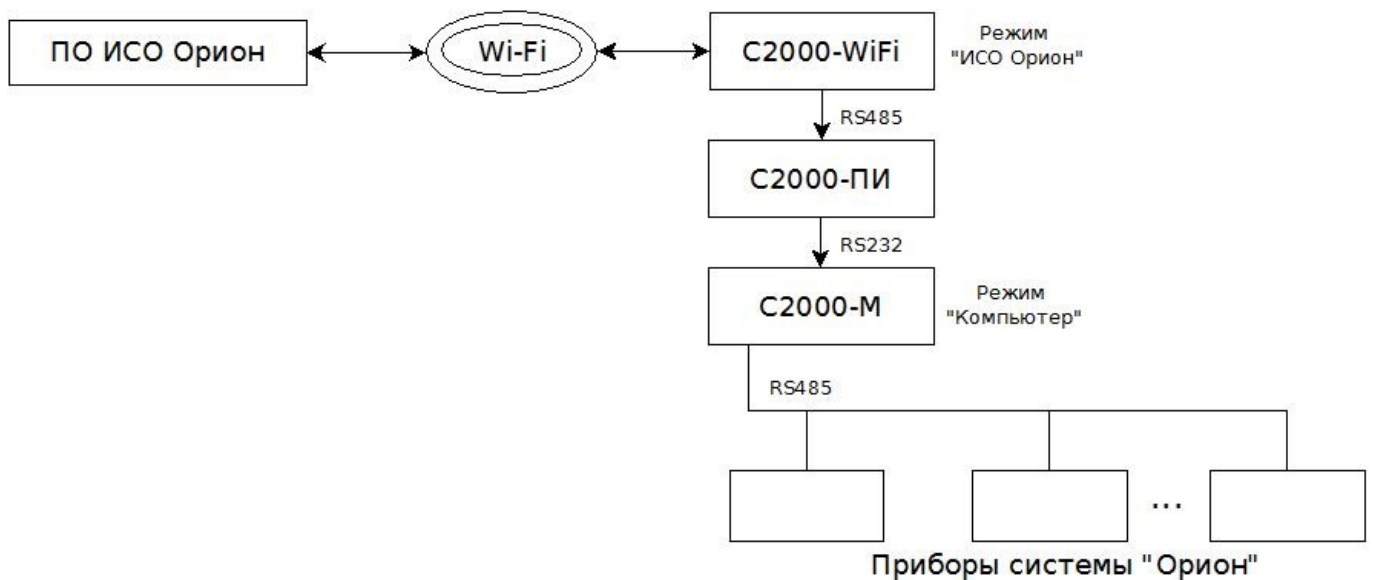 ПО ИСО Орион
Wi-Fi
С2000-WiFi
Режим
"ИСО Орион"
RS485
С2000-ПИ
RS232
С2000-М
Режим
"Компьютер"
RS485
...
Приборы системы "Орион"